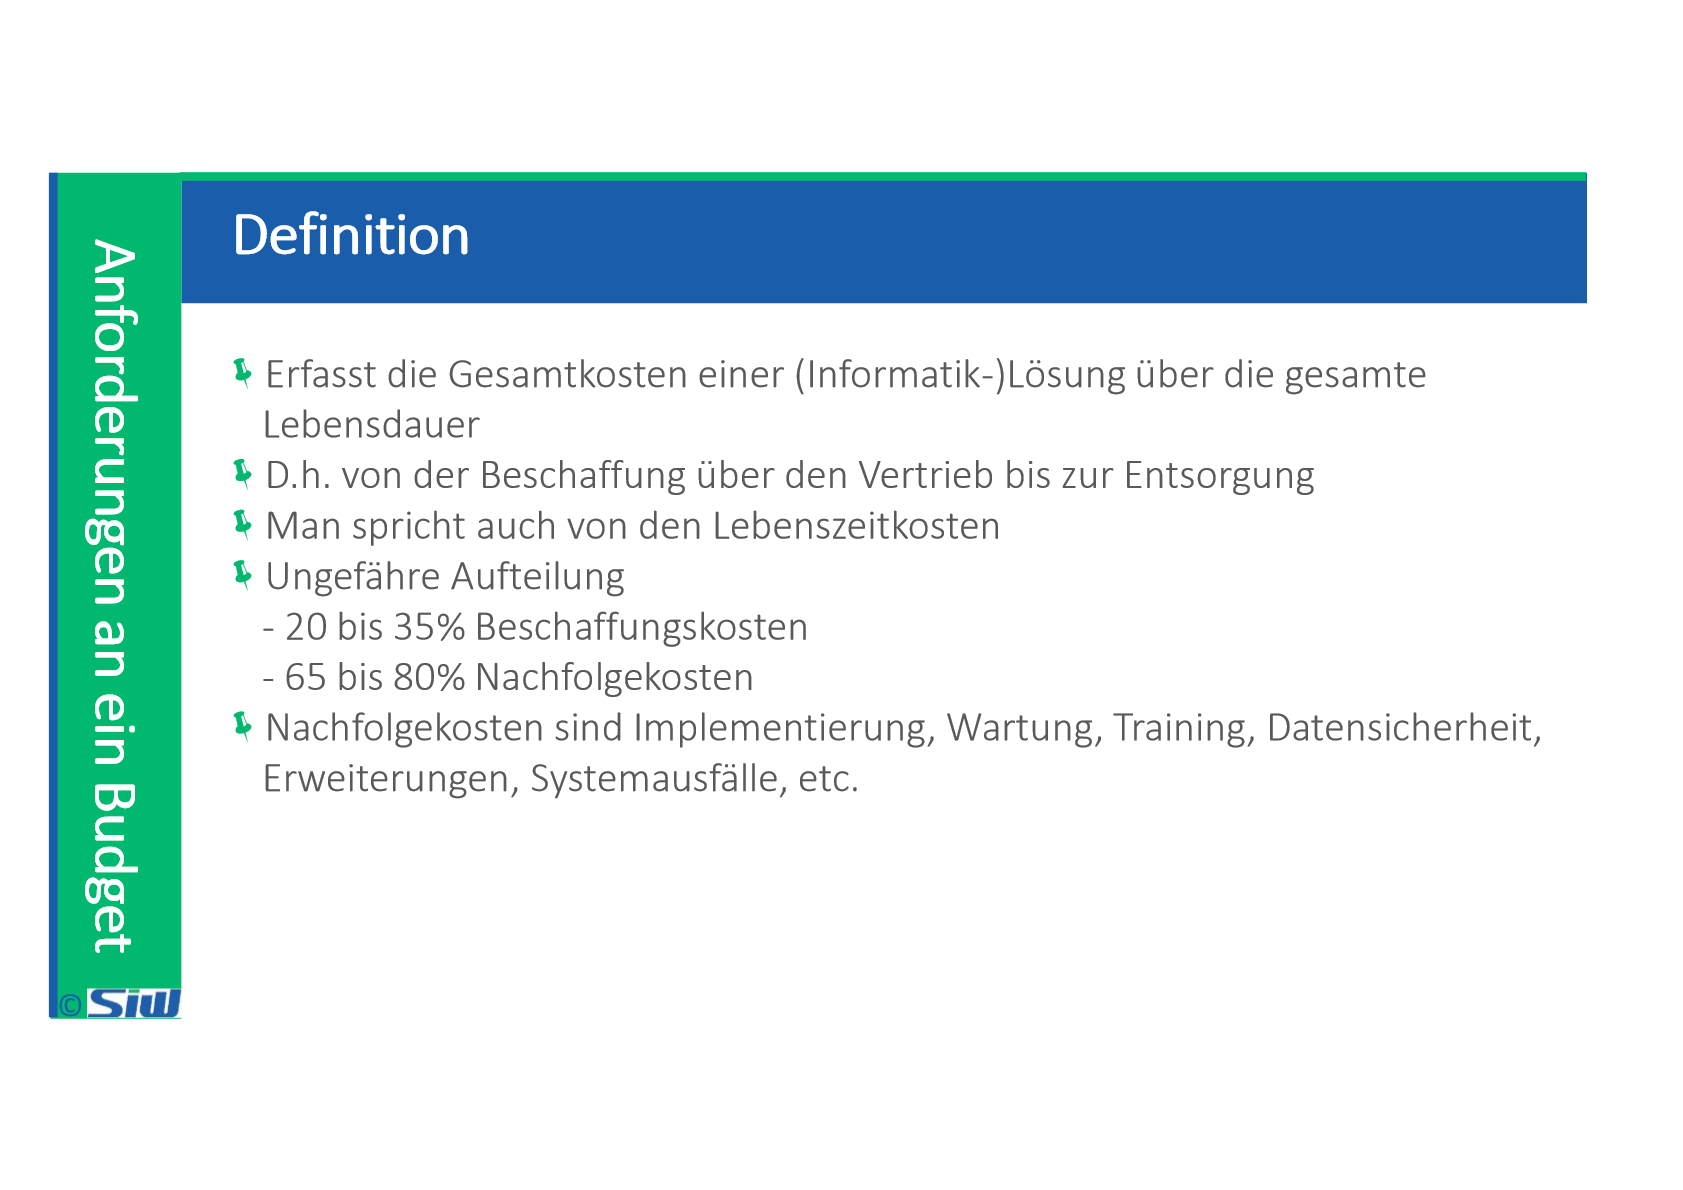 Anforderungen an ein Budget
© SIW
Definition
Erfasst die Gesamtkosten einer (Informatik-)Lösung über die gesamte
Lebensdauer
D.h. von der Beschaffung über den Vertrieb bis zur Entsorgung
Man spricht auch von den Lebenszeitkosten
Ungefähre Aufteilung
- 20 bis 35% Beschaffungskosten
- 65 bis 80% Nachfolgekosten
Nachfolgekosten sind Implementierung, Wartung, Training, Datensicherheit,
Erweiterungen, Systemausfälle, etc.